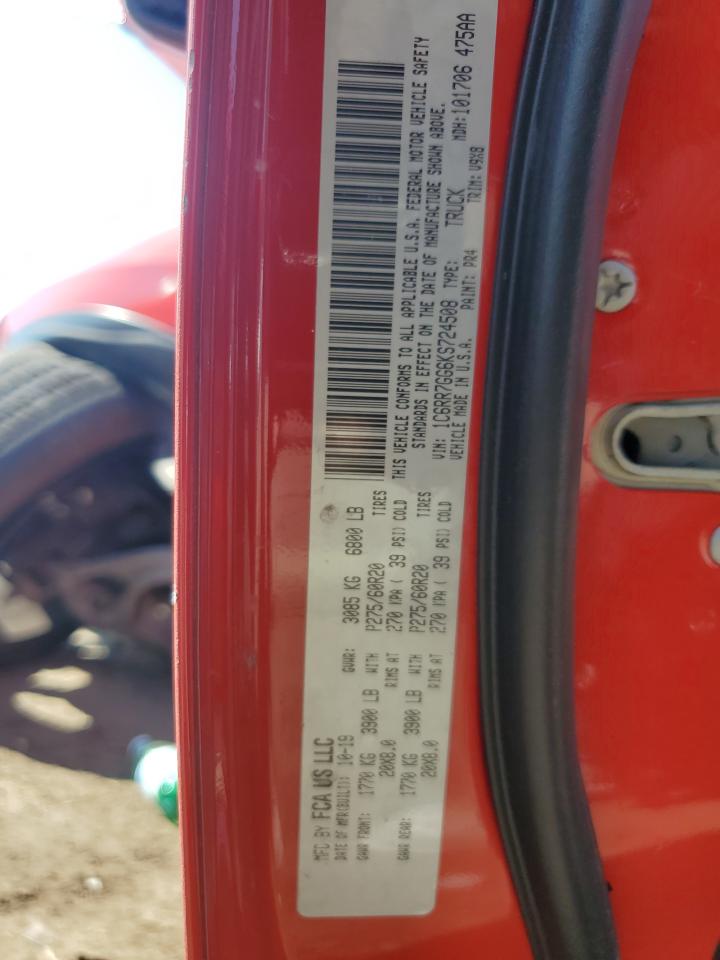 MFD BY FCA US LLC
DATE OF MFR(BUILT): 10-19 GVWR: 3085 KG 6800 LB
GAWR FRONT: 1770 KG 3900 LB WITH P275/60R20 TIRES
20X8.0 RIMS AT 270 KPA ( 39 PSI) COLD
GAWR REAR: 1770 KG 3900 LB WITH P275/60R20 TIRES
20X8.0 RIMS AT 270 KPA ( 39 PSI) COLD
THIS VEHICLE CONFORMS TO ALL APPLICABLE U.S.A. FEDERAL MOTOR VEHICLE SAFETY
STANDARDS IN EFFECT ON THE DATE OF MANUFACTURE SHOWN ABOVE.
VIN: 1C6RR7GG6KS724508 TYPE: TRUCK MDH: 101706 475AA
VEHICLE MADE IN U.S.A. PAINT: PR4 TRIM: V9X8